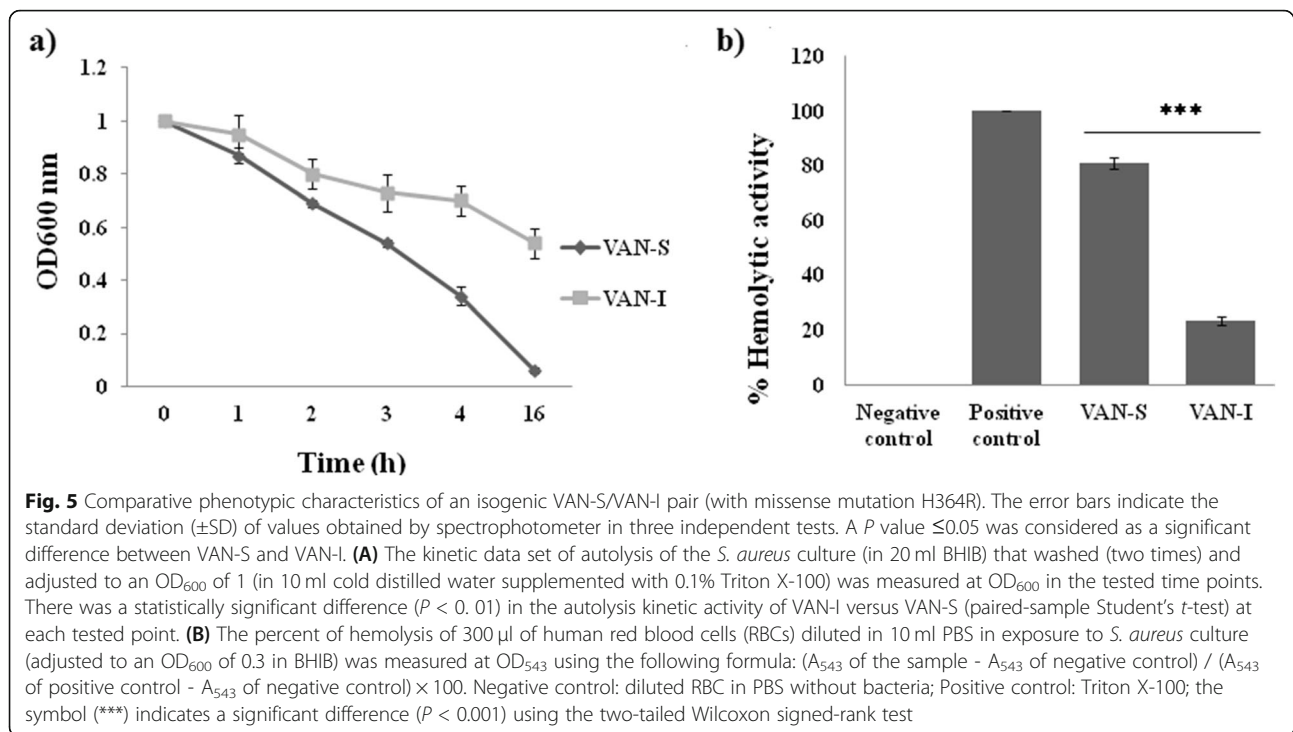 a)
1.2
1
0.8
0.6
0.4
0.2
0
OD600 nm
0 1 2 3 4 16
Time (h)
VAN-S
VAN-I
b)
120
100
80
60
40
20
0
% Hemolytic activity
***
Negative control
Positive control
VAN-S
VAN-I
Fig. 5 Comparative phenotypic characteristics of an isogenic VAN-S/VAN-I pair (with missense mutation H364R). The error bars indicate the
standard deviation (±SD) of values obtained by spectrophotometer in three independent tests. A P value ≤0.05 was considered as a significant
difference between VAN-S and VAN-I. (A) The kinetic data set of autolysis of the S. aureus culture (in 20 ml BHIB) that washed (two times) and
adjusted to an OD600 of 1 (in 10 ml cold distilled water supplemented with 0.1% Triton X-100) was measured at OD600 in the tested time points.
There was a statistically significant difference (P < 0. 01) in the autolysis kinetic activity of VAN-I versus VAN-S (paired-sample Student's t-test) at
each tested point. (B) The percent of hemolysis of 300 μl of human red blood cells (RBCs) diluted in 10 ml PBS in exposure to S. aureus culture
(adjusted to an OD600 of 0.3 in BHIB) was measured at OD543 using the following formula: (A543 of the sample - A543 of negative control) / (A543
of positive control - A543 of negative control) × 100. Negative control: diluted RBC in PBS without bacteria; Positive control: Triton X-100; the
symbol (***) indicates a significant difference (P < 0.001) using the two-tailed Wilcoxon signed-rank test